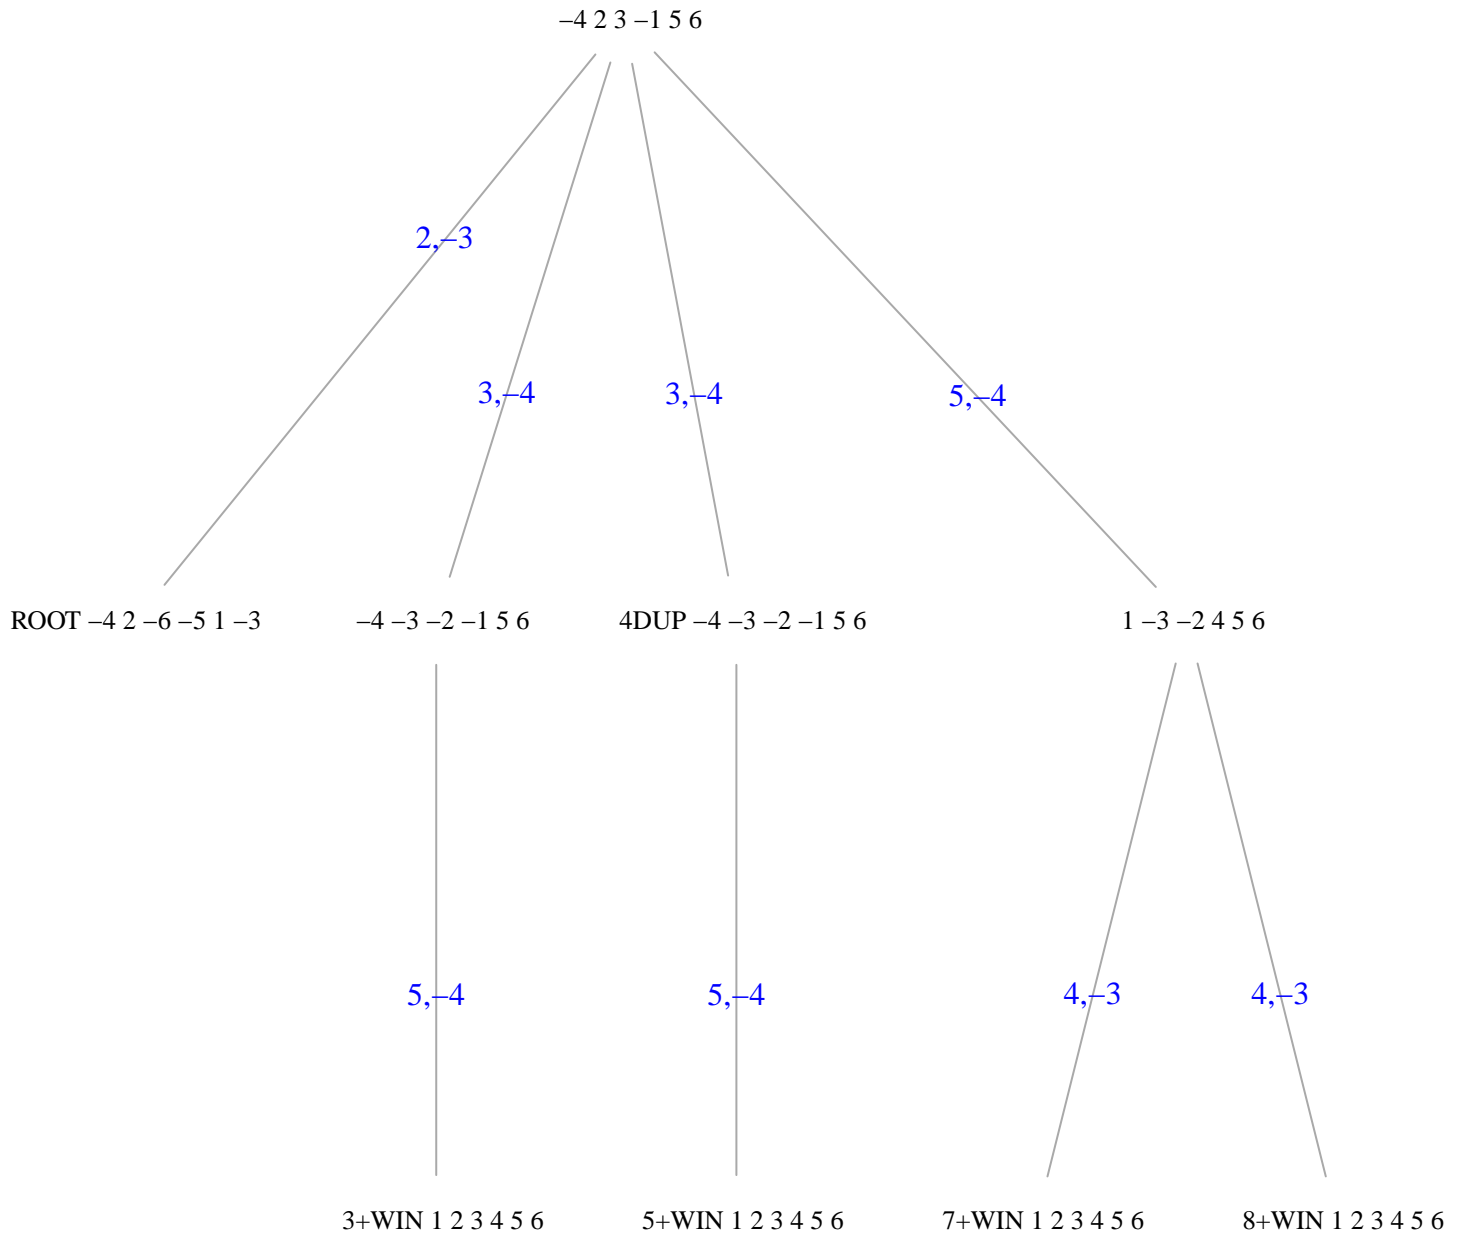 –4 2 3 –1 5 6
2,–3
3,–4
3,–4
5,–4
ROOT –4 2 –6 –5 1 –3
–4 –3 –2 –1 5 6
4DUP –4 –3 –2 –1 5 6
1 –3 –2 4 5 6
5,–4
5,–4
4,–3
4,–3
3+WIN 1 2 3 4 5 6
5+WIN 1 2 3 4 5 6
7+WIN 1 2 3 4 5 6
8+WIN 1 2 3 4 5 6